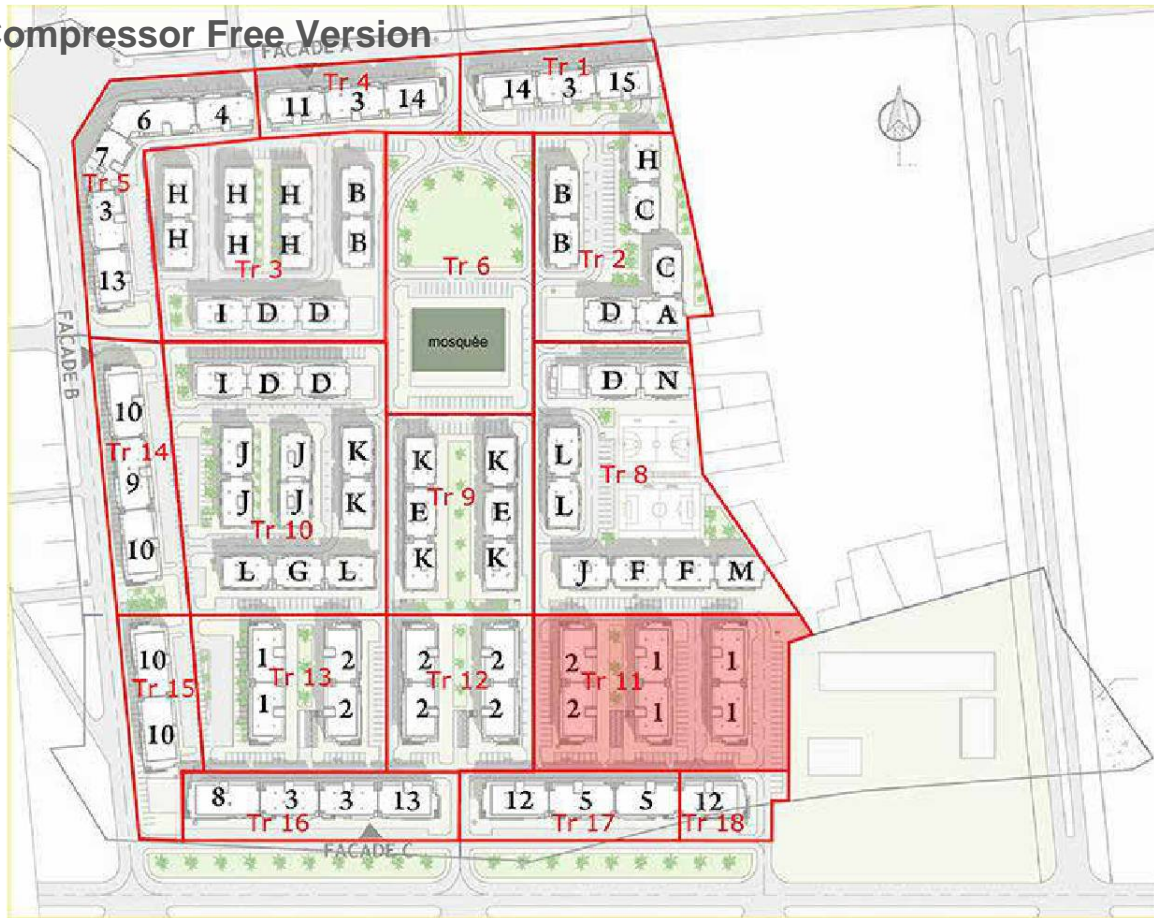 Compressor Free Version
FACADE A
Tr 4
Tr 1
11 3 14
14 3 15
6 4
7
Tr 5
3
13
H H H B
H H H B
Tr 3
I D D
Tr 6
mosquée
B H
B C
Tr 2
C
D A
FACADE B
I D D
D N
10
Tr 14
9
10
J J K
J J K
Tr 10
L G L
K K
Tr 9
E E
K K
L
L
Tr 8
J F F M
10
Tr 15
10
1 2
Tr 13
1 2
2 2
Tr 12
2 2
2 1 1
Tr 11
2 1 1
8 3 3 13
Tr 16
12 5 5
Tr 17
12
Tr 18
FACADE C